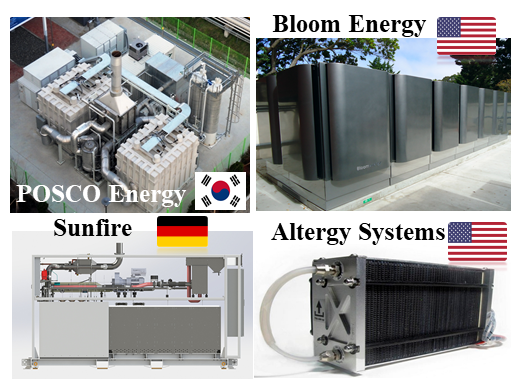 Bloom Energy
POSCO Energy
Sunfire
Altergy Systems